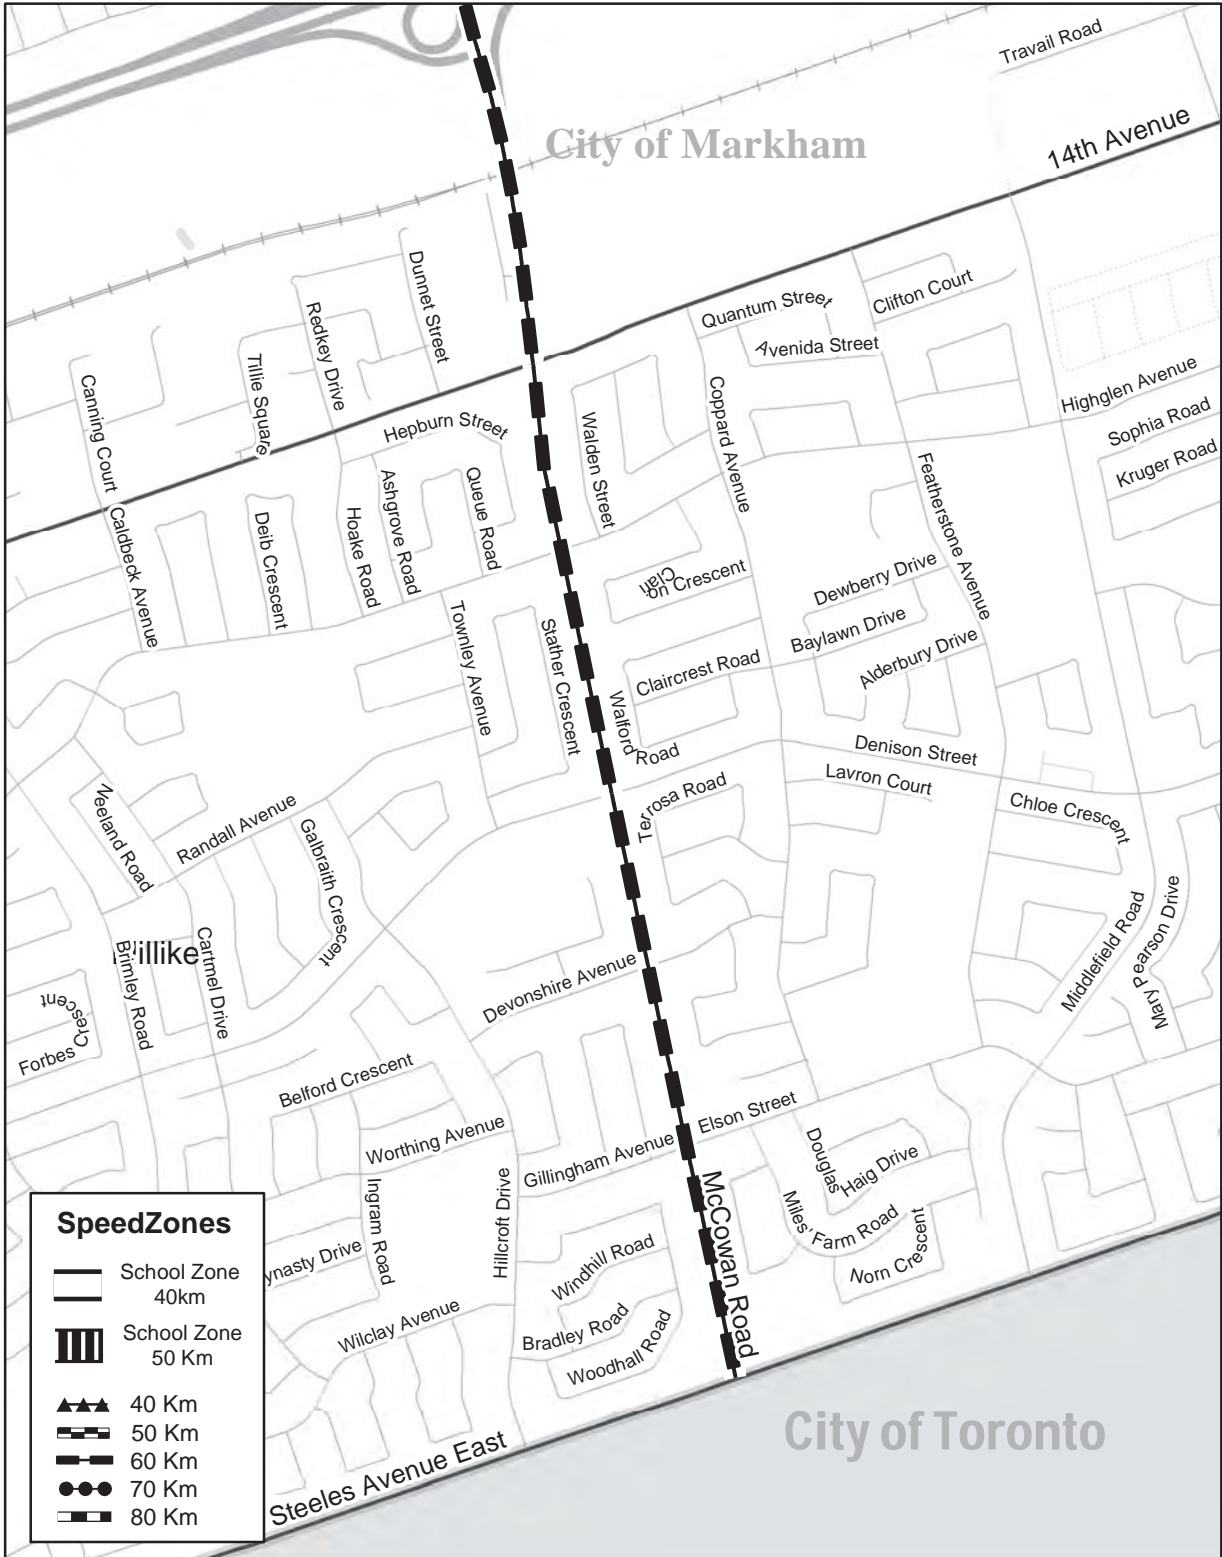 Travail Road
City of Markham
14th Avenue
Dunnet Street
Redkey Drive
Quantum Street
Clifton Court
Avenida Street
Tillie Square
Canning Court
Hepburn Street
Walden Street
Coppard Avenue
Highglen Avenue
Sophia Road
Kruger Road
Featherstone Avenue
Queue Road
Ashgrove Road
Hoake Road
Deib Crescent
Caldbeck Avenue
Clarion Crescent
Dewberry Drive
Baylawn Drive
Alderbury Drive
Townley Avenue
Stather Crescent
Claircrest Road
Walford Road
Denison Street
Lavron Court
Chloe Crescent
Terrosa Road
Neeland Road
Randall Avenue
Galbraith Crescent
illike
Brimley Road
Cartmel Drive
Devonshire Avenue
Middlefield Road
Mary Pearson Drive
Forbes Crescent
Belford Crescent
Worthing Avenue
Gillingham Avenue
Elson Street
Douglas Haig Drive
Miles' Farm Road
Norn Crescent
Ingram Road
Hillcroft Drive
McCowan Road
ynasty Drive
Windhill Road
Bradley Road
Woodhall Road
Wilclay Avenue
Steeles Avenue East
City of Toronto
SpeedZones
School Zone
40km
School Zone
50 Km
40 Km
50 Km
60 Km
70 Km
80 Km